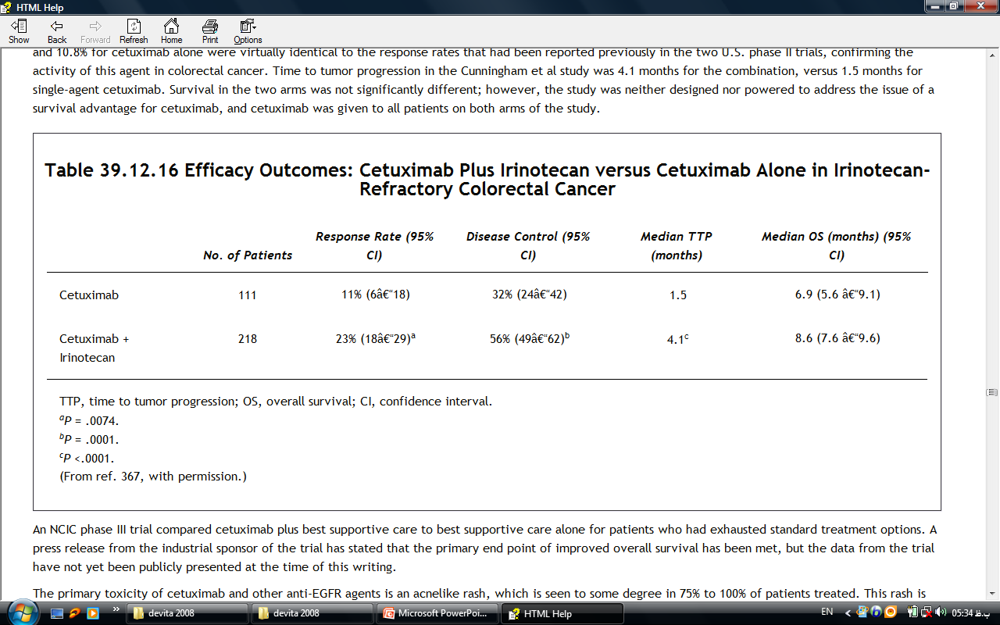 HTML Help
Show Back Forward Refresh Home Print Options
and 10.8% for cetuximab alone were virtually identical to the response rates that had been reported previously in the two U.S. phase II trials, confirming the
activity of this agent in colorectal cancer. Time to tumor progression in the Cunningham et al study was 4.1 months for the combination, versus 1.5 months for
single-agent cetuximab. Survival in the two arms was not significantly different; however, the study was neither designed nor powered to address the issue of a
survival advantage for cetuximab, and cetuximab was given to all patients on both arms of the study.
Table 39.12.16 Efficacy Outcomes: Cetuximab Plus Irinotecan versus Cetuximab Alone in Irinotecan-
Refractory Colorectal Cancer
Response Rate (95% Disease Control (95% Median TTP Median OS (months) (95%
No. of Patients CI) CI) (months) CI)
Cetuximab 111 11% (6â€“18) 32% (24â€“42) 1.5 6.9 (5.6 â€“9.1)
Cetuximab + 218 23% (18â€“29)a 56% (49â€“62)b 4.1c 8.6 (7.6 â€“9.6)
Irinotecan
TTP, time to tumor progression; OS, overall survival; CI, confidence interval.
aP = .0074.
bP = .0001.
cP <.0001.
(From ref. 367, with permission.)
An NCIC phase III trial compared cetuximab plus best supportive care to best supportive care alone for patients who had exhausted standard treatment options. A
press release from the industrial sponsor of the trial has stated that the primary end point of improved overall survival has been met, but the data from the trial
have not yet been publicly presented at the time of this writing.
The primary toxicity of cetuximab and other anti-EGFR agents is an acnelike rash, which is seen to some degree in 75% to 100% of patients treated. This rash is
» devita 2008 devita 2008 Microsoft PowerPoi... HTML Help EN < 05:34 ب.ظ